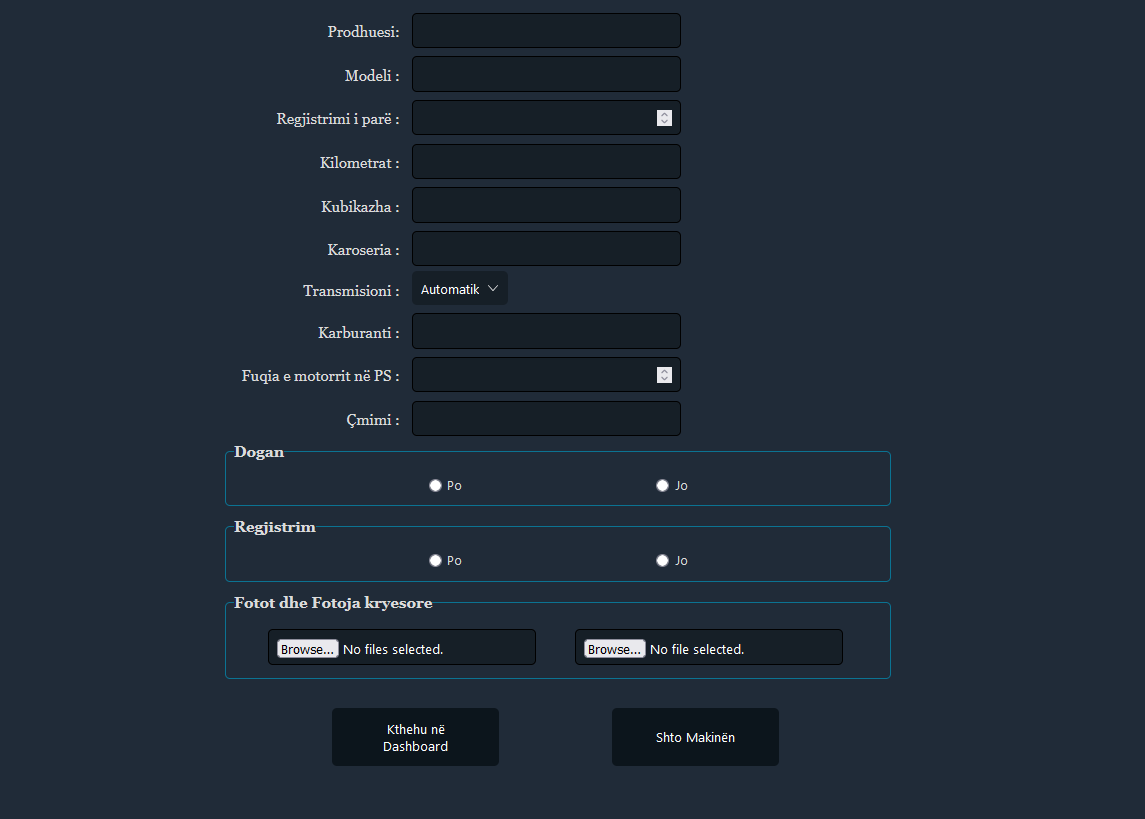 Prodhuesi:
Modeli :
Regjistrimi i parë :
Kilometrat :
Kubikazha :
Karoseria :
Transmisioni : Automatik
Karburanti :
Fuqia e motorrit në PS :
Çmimi :
Dogan
Po Jo
Regjistrim
Po Jo
Fotot dhe Fotoja kryesore
Browse... No files selected. Browse... No file selected.
Kthehu në
Dashboard
Shto Makinën